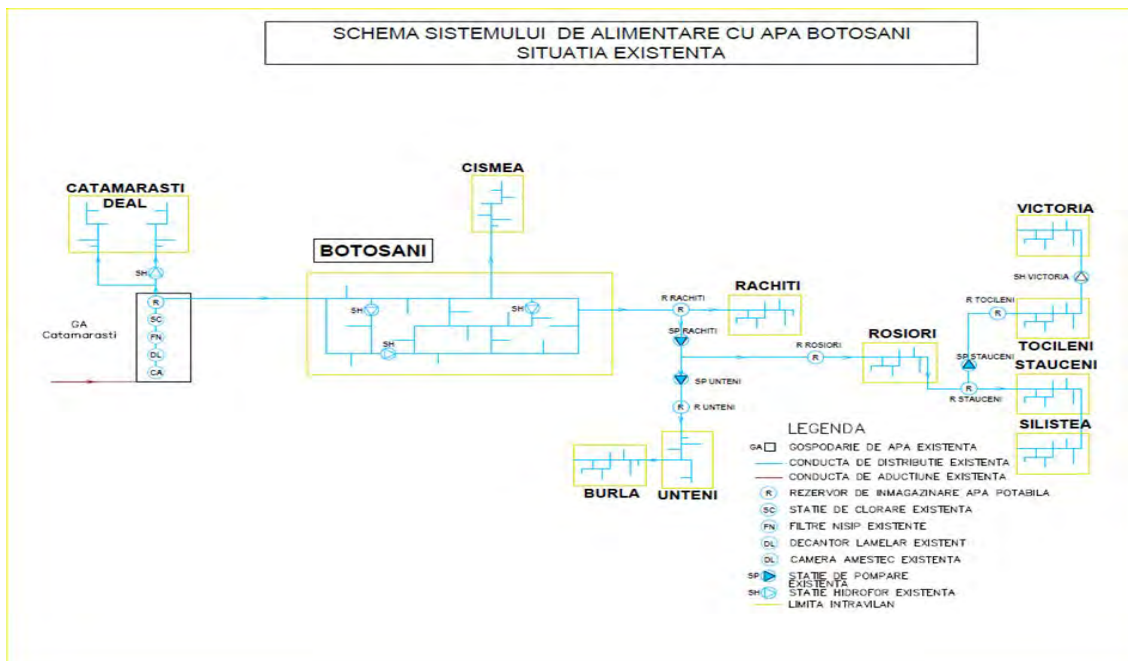 SCHEMA SISTEMULUI DE ALIMENTARE CU APA BOTOSANI
SITUATIA EXISTENTA
CISMEA
CATAMARASTI
DEAL
VICTORIA
BOTOSANI
SH
SH VICTORIA
R
SC
FN
DL
CA
GA
Catamarasti
SH
SH
SH
R RACHITI
R
RACHITI
SP RACHITI
R TOCILENI
R
TOCILENI
R ROSIORI
R
ROSIORI
SP STAUCENI
STAUCENI
R
R STAUCENI
SP UNTENI
R
R UNTENI
SILISTEA
BURLA
UNTENI
LEGENDA
GA GOSPODARIE DE APA EXISTENTA
CONDUCTA DE DISTRIBUTIE EXISTENTA
CONDUCTA DE ADUCTIUNE EXISTENTA
R REZERVOR DE INMAGAZINARE APA POTABILA
SC STATIE DE CLORARE EXISTENTA
FN FILTRE NISIP EXISTENTE
DL DECANTOR LAMELAR EXISTENT
DL CAMERA AMESTEC EXISTENTA
SP STATIE DE POMPARE
EXISTENTA
SH STATIE HIDROFOR EXISTENTA
LIMITA INTRAVILAN